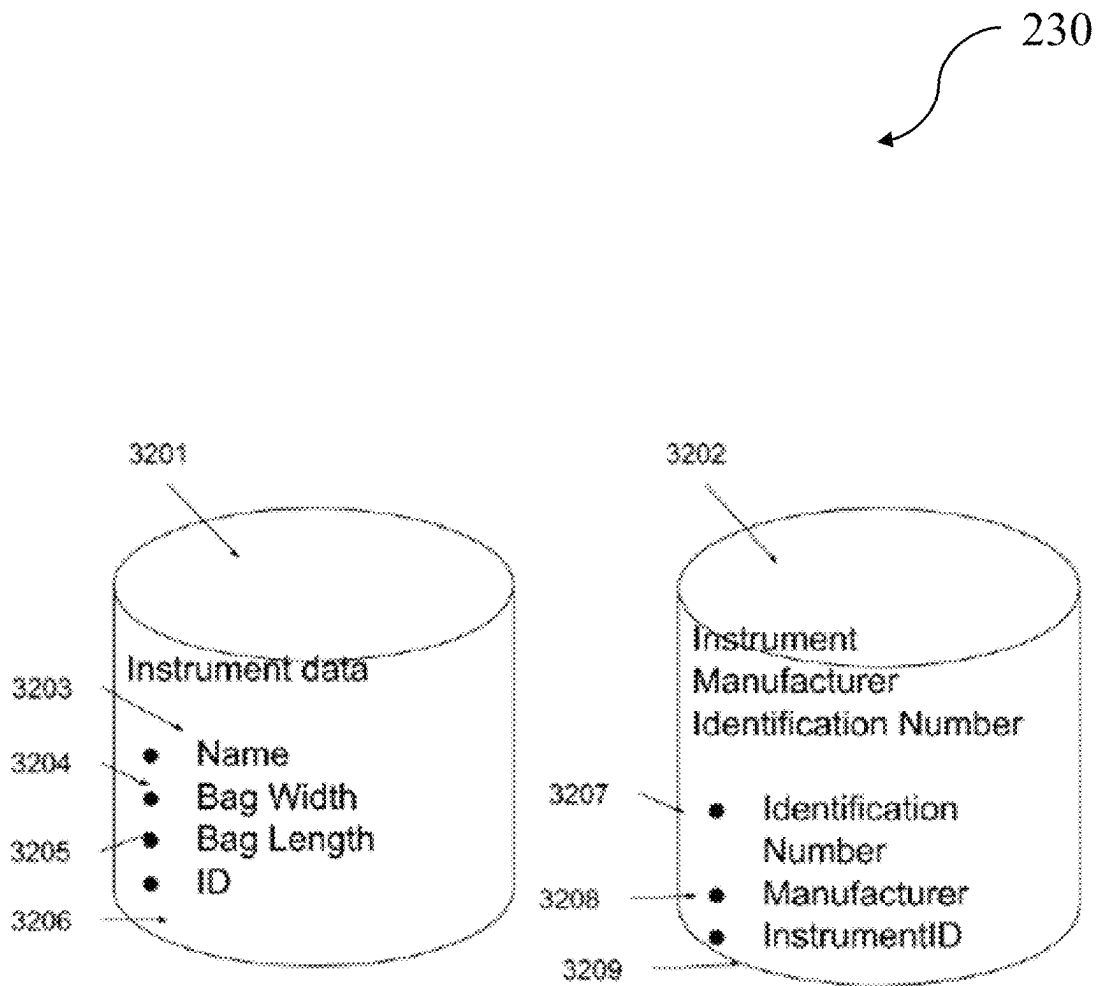 230
3201
3202
Instrument data
3203
● Name
3204
● Bag Width
3205
● Bag Length
● ID
3206
Instrument
Manufacturer
Identification Number
3207
● Identification
Number
3208
● Manufacturer
● InstrumentID
3209